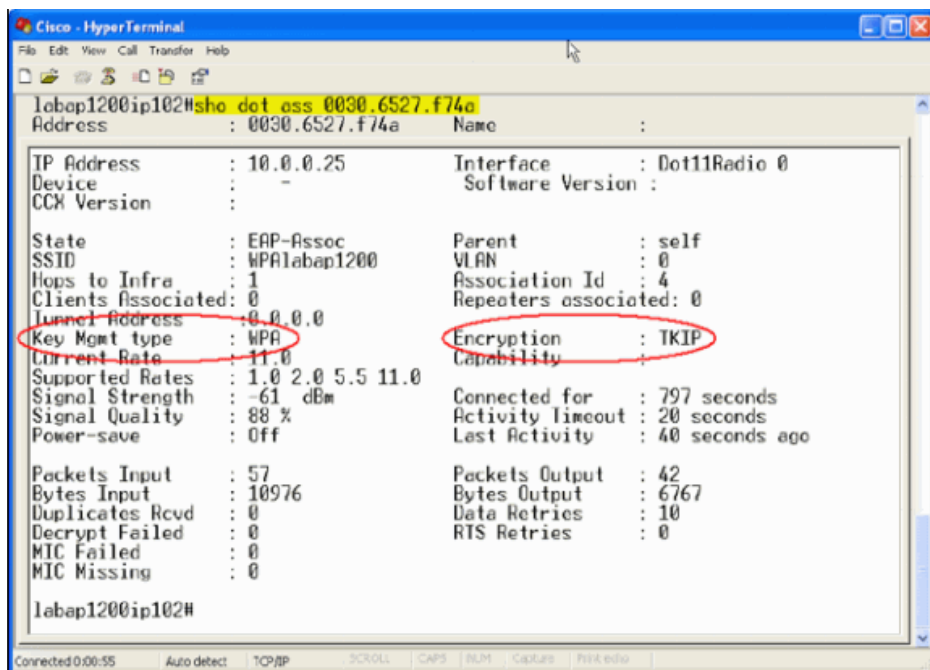 Cisco - HyperTerminal
File Edit View Call Transfer Help
labap1200ip102#sho dot ass 0030.6527.f74a
Address : 0030.6527.f74a Name :
IP Address : 10.0.0.25 Interface : Dot11Radio 0
Device : - Software Version :
CCX Version :
State : EAP-Assoc Parent : self
SSID : WPAlabap1200 VLAN : 0
Hops to Infra : 1 Association Id : 4
Clients Associated: 0 Repeaters associated: 0
Tunnel Address :0.0.0.0
Key Mgmt type : WPA Encryption : TKIP
Current Rate : 11.0 Capability :
Supported Rates : 1.0 2.0 5.5 11.0
Signal Strength : -61 dBm Connected for : 797 seconds
Signal Quality : 88 % Activity Timeout : 20 seconds
Power-save : Off Last Activity : 40 seconds ago
Packets Input : 57 Packets Output : 42
Bytes Input : 10976 Bytes Output : 6767
Duplicates Rcvd : 0 Data Retries : 10
Decrypt Failed : 0 RTS Retries : 0
MIC Failed : 0
MIC Missing : 0
labap1200ip102#
Connected 0:00:55 Auto detect TCP/IP SCROLL CAPS NUM Capture Print echo